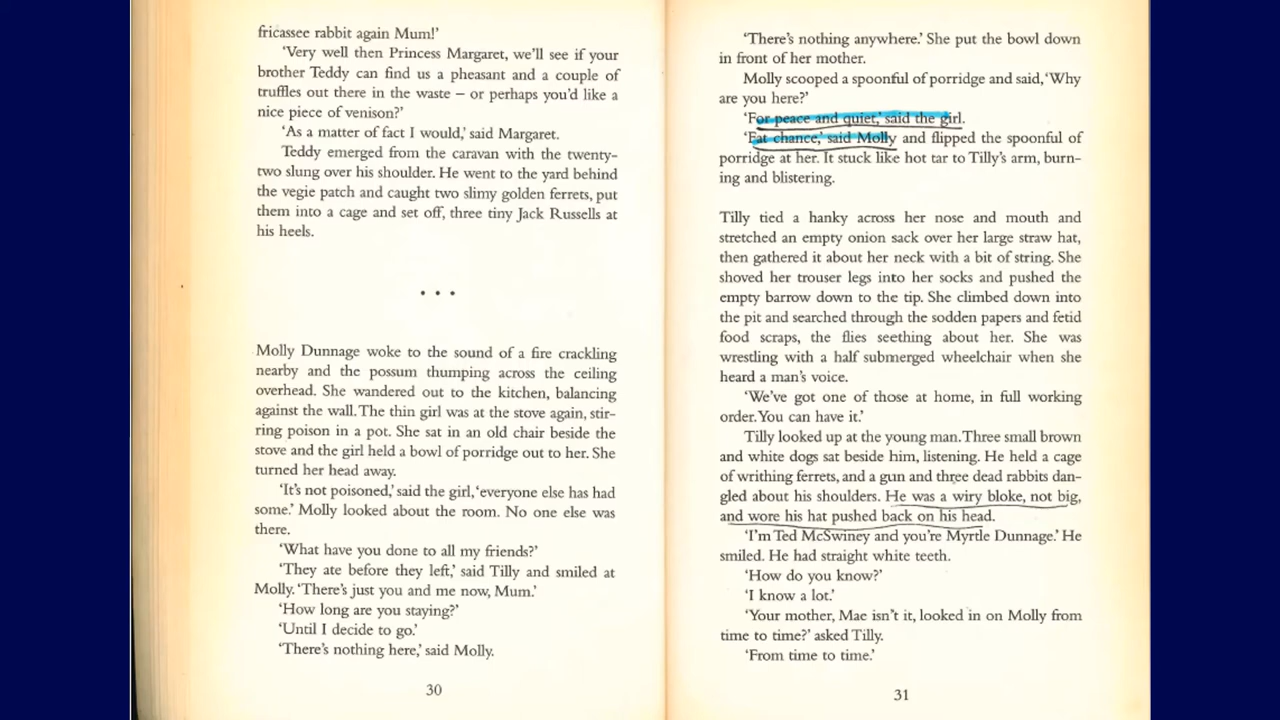 fricassee rabbit again Mum!'
'Very well then Princess Margaret, we'll see if your
brother Teddy can find us a pheasant and a couple of
truffles out there in the waste – or perhaps you'd like a
nice piece of venison?'
'As a matter of fact I would,' said Margaret.
Teddy emerged from the caravan with the twenty-
two slung over his shoulder. He went to the yard behind
the vegie patch and caught two slimy golden ferrets, put
them into a cage and set off, three tiny Jack Russells at
his heels.
• • •
Molly Dunnage woke to the sound of a fire crackling
nearby and the possum thumping across the ceiling
overhead. She wandered out to the kitchen, balancing
against the wall. The thin girl was at the stove again, stir-
ring poison in a pot. She sat in an old chair beside the
stove and the girl held a bowl of porridge out to her. She
turned her head away.
'It's not poisoned,' said the girl, 'everyone else has had
some.' Molly looked about the room. No one else was
there.
'What have you done to all my friends?'
'They ate before they left,' said Tilly and smiled at
Molly. 'There's just you and me now, Mum.'
'How long are you staying?'
'Until I decide to go.'
'There's nothing here,' said Molly.
30
'There's nothing anywhere.' She put the bowl down
in front of her mother.
Molly scooped a spoonful of porridge and said, 'Why
are you here?'
'For peace and quiet,' said the girl.
'Fat chance,' said Molly and flipped the spoonful of
porridge at her. It stuck like hot tar to Tilly's arm, burn-
ing and blistering.
Tilly tied a hanky across her nose and mouth and
stretched an empty onion sack over her large straw hat,
then gathered it about her neck with a bit of string. She
shoved her trouser legs into her socks and pushed the
empty barrow down to the tip. She climbed down into
the pit and searched through the sodden papers and fetid
food scraps, the flies seething about her. She was
wrestling with a half submerged wheelchair when she
heard a man's voice.
'We've got one of those at home, in full working
order. You can have it.'
Tilly looked up at the young man. Three small brown
and white dogs sat beside him, listening. He held a cage
of writhing ferrets, and a gun and three dead rabbits dan-
gled about his shoulders. He was a wiry bloke, not big,
and wore his hat pushed back on his head.
'I'm Ted McSwiney and you're Myrtle Dunnage.' He
smiled. He had straight white teeth.
'How do you know?'
'I know a lot.'
'Your mother, Mae isn't it, looked in on Molly from
time to time?' asked Tilly.
'From time to time.'
31